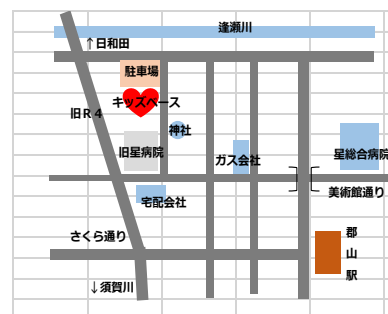 逢瀬川
↑日和田
駐車場
キッズベース
旧R4
神社
旧星病院
ガス会社
星総合病院
美術館通り
宅配会社
さくら通り
郡
山
駅
↓須賀川